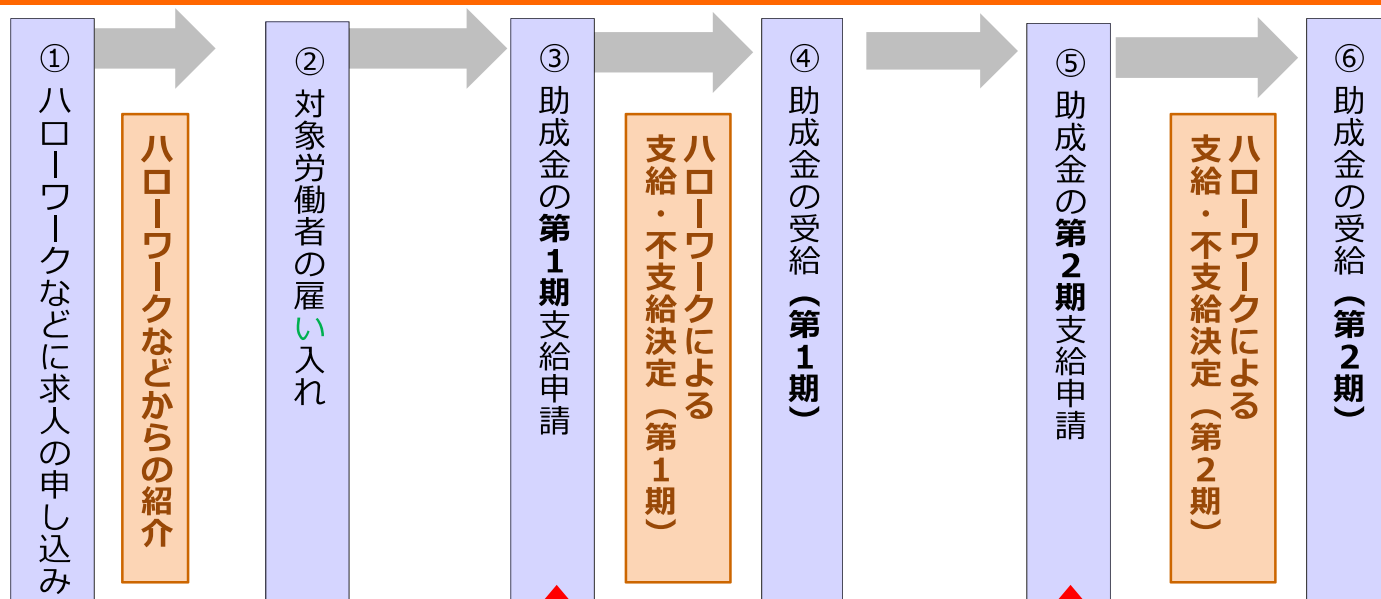 ① ハローワークなどに求人の申し込み
ハローワークなどからの紹介
② 対象労働者の雇い入れ
③ 助成金の第1期支給申請
ハローワークによる
支給・不支給決定（第1期）
④ 助成金の受給（第1期）
⑤ 助成金の第2期支給申請
ハローワークによる
支給・不支給決定（第2期）
⑥ 助成金の受給（第2期）